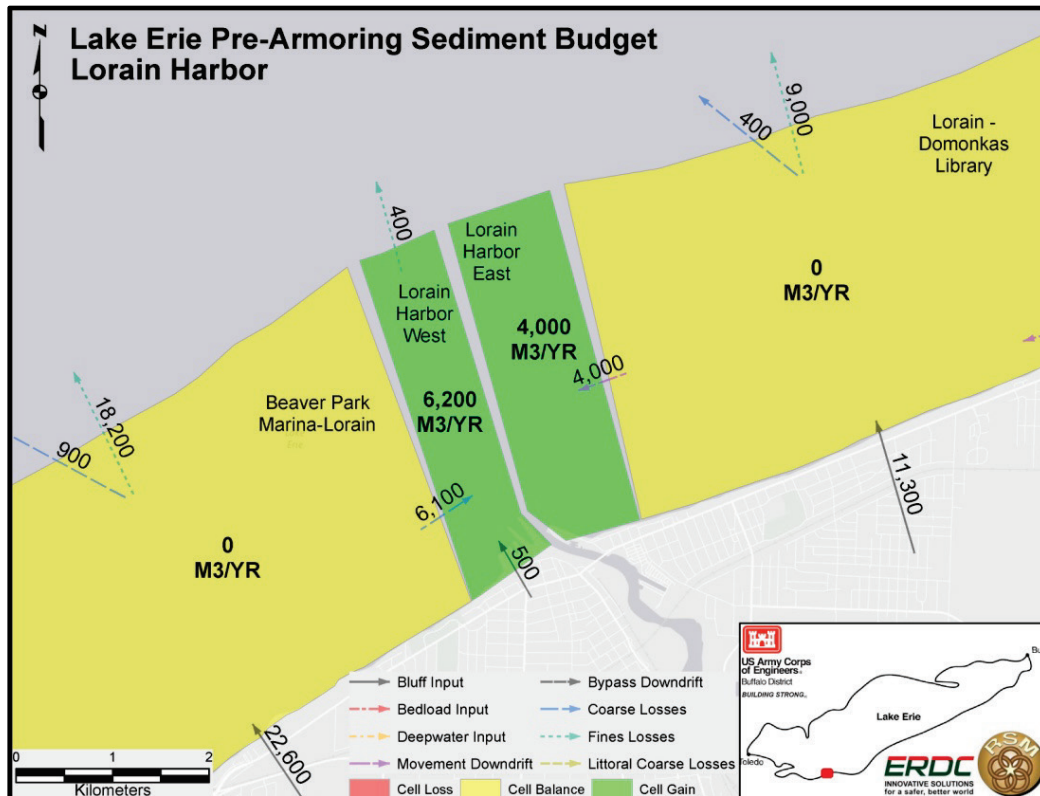 Lake Erie Pre-Armoring Sediment Budget
Lorain Harbor
N
9,000
400
Lorain -
Domonkas
Library
400
Lorain
Harbor
East
Lorain
Harbor
West
0
M3/YR
4,000
M3/YR
4,000
18,200
Beaver Park
Marina-Lorain
6,200
M3/YR
900
11,300
6,100
0
M3/YR
500
22,600
0 1 2
Kilometers
Bluff Input
Bedload Input
Deepwater Input
Movement Downdrift
Bypass Downdrift
Coarse Losses
Fines Losses
Littoral Coarse Losses
Cell Loss
Cell Balance
Cell Gain
US Army Corps
of Engineers®
Buffalo District
BUILDING STRONG®
Lake Erie
Toledo
Bu
ERDC
INNOVATIVE SOLUTIONS
for a safer, better world
RSM